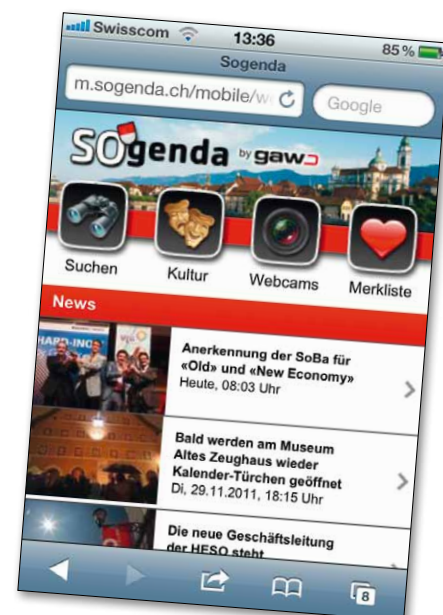 Swisscom 13:36 85 %
Sogenda
m.sogenda.ch/mobile/w Google
SOgenda by gaw
Suchen Kultur Webcams Merkliste
News
Anerkennung der SoBa für
«Old» und «New Economy»
Heute, 08:03 Uhr
Bald werden am Museum
Altes Zeughaus wieder
Kalender-Türchen geöffnet
Di, 29.11.2011, 18:15 Uhr
Die neue Geschäftsleitung
der HESO steht
8